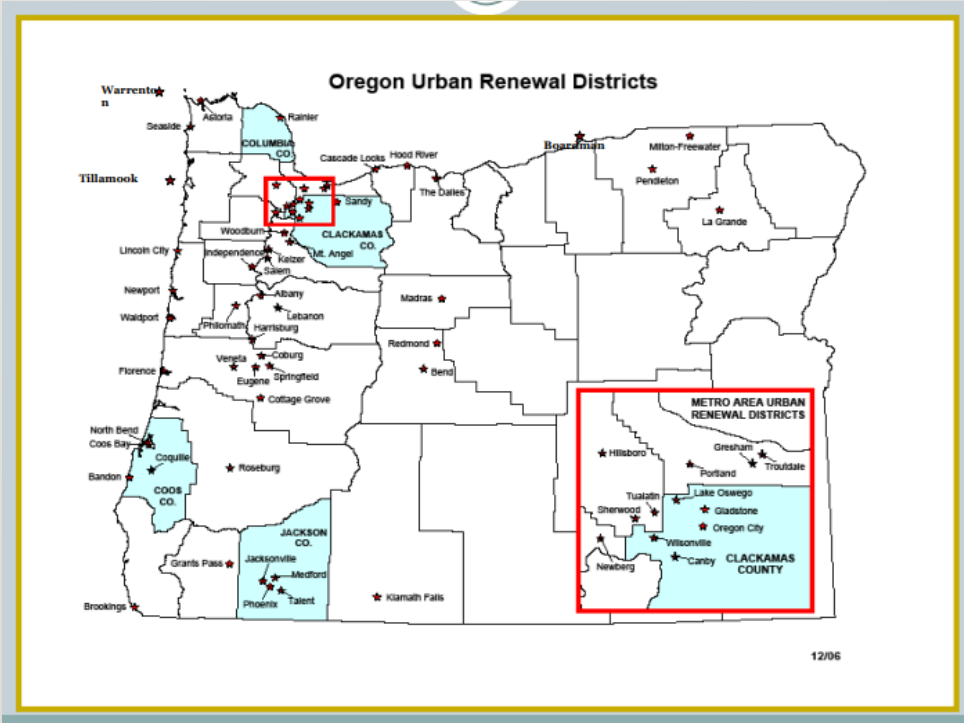 Oregon Urban Renewal Districts
Warrento
n
Astoria
Rainier
Seaside
COLUMBIA
CO.
Boardman
Milton-Freewater
Cascade Locks
Hood River
Tillamook
Pendleton
The Dalles
Sandy
La Grande
Woodburn
CLACKAMAS
CO.
Lincoln City
Independence
Mt. Angel
Keizer
Salem
Newport
Albany
Madras
Lebanon
Waldport
Philomath
Harrisburg
Redmond
Veneta
Coburg
Florence
Bend
Eugene
Springfield
Cottage Grove
METRO AREA URBAN
RENEWAL DISTRICTS
North Bend
Coos Bay
Coquille
Roseburg
Bandon
COOS
CO.
Hillsboro
Gresham
Troutdale
Portland
Tualatin
Lake Oswego
Sherwood
Gladstone
Oregon City
Wilsonville
Canby
CLACKAMAS
COUNTY
Newberg
JACKSON
CO.
Grants Pass
Jacksonville
Medford
Phoenix
Talent
Klamath Falls
Brookings
12/06